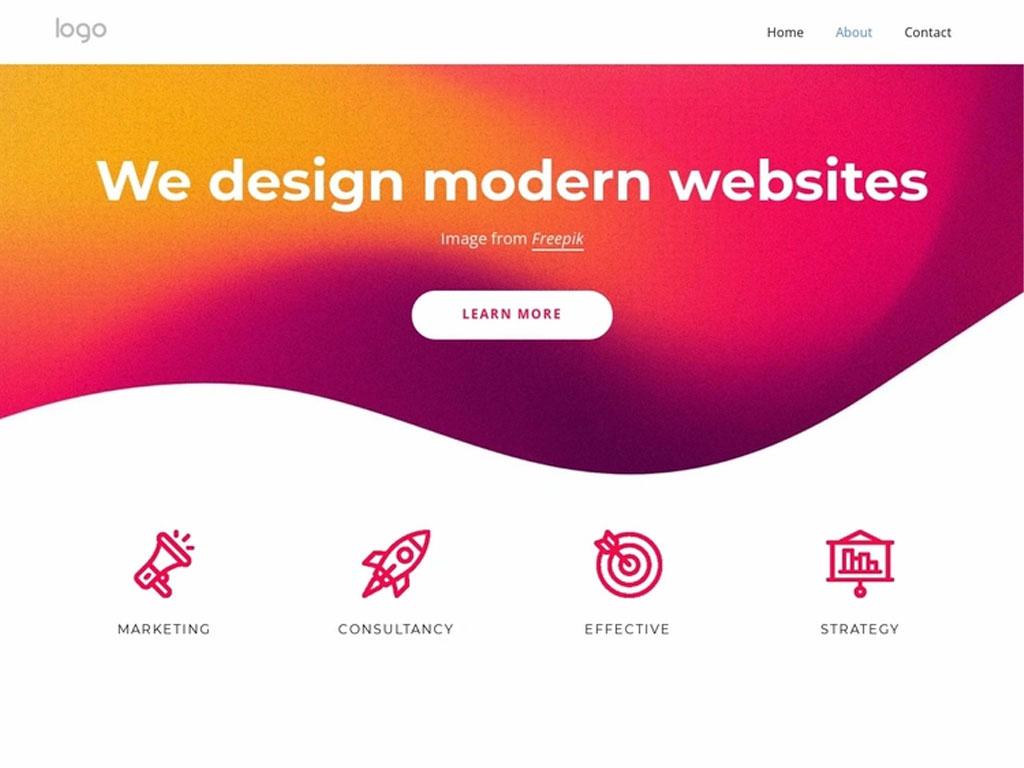 logo
Home About Contact
We design modern websites
Image from Freepik
LEARN MORE
MARKETING CONSULTANCY EFFECTIVE STRATEGY